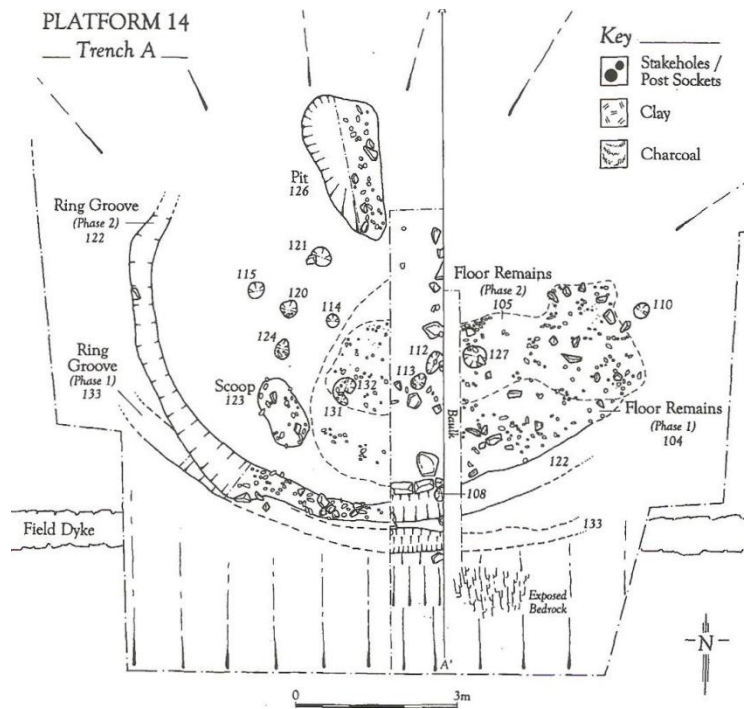 PLATFORM 14
Trench A
Key
Stakeholes /
Post Sockets
Clay
Charcoal
Pit
126
Ring Groove
(Phase 2)
122
121
115
120
114
124
Floor Remains
(Phase 2)
105
110
112
127
113
Ring
Groove
(Phase 1)
133
Scoop
123
132
131
Baulk
Floor Remains
(Phase 1)
104
122
108
133
Field Dyke
Exposed
Bedrock
N
A'
0 3m